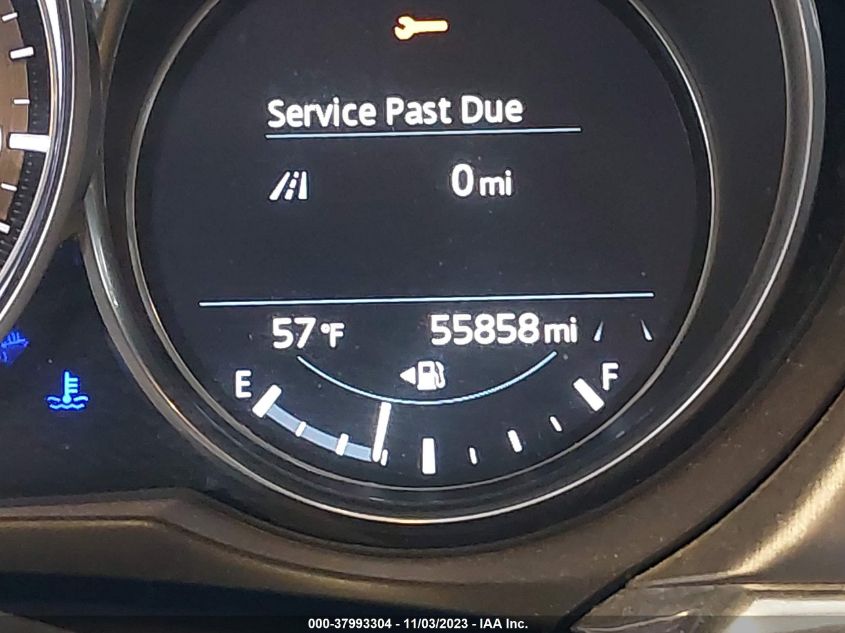 Service Past Due
0 mi
57 °F 55858 mi
E F
000-37993304 - 11/03/2023 - IAA Inc.